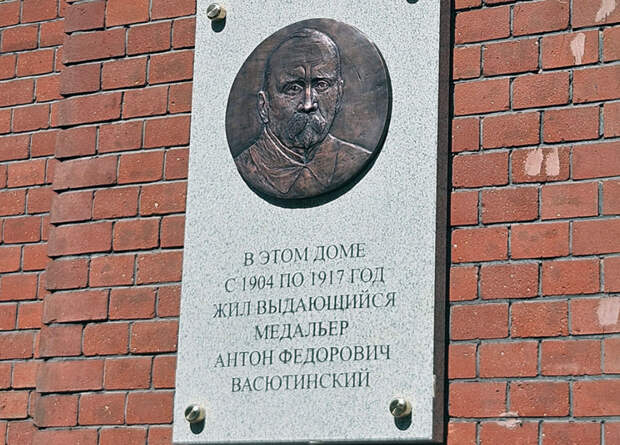 В ЭТОМ ДОМЕ
С 1904 ПО 1917 ГОД
ЖИЛ ВЫДАЮЩИЙСЯ
МЕДАЛЬЕР
АНТОН ФЕДОРОВИЧ
ВАСЮТИНСКИЙ